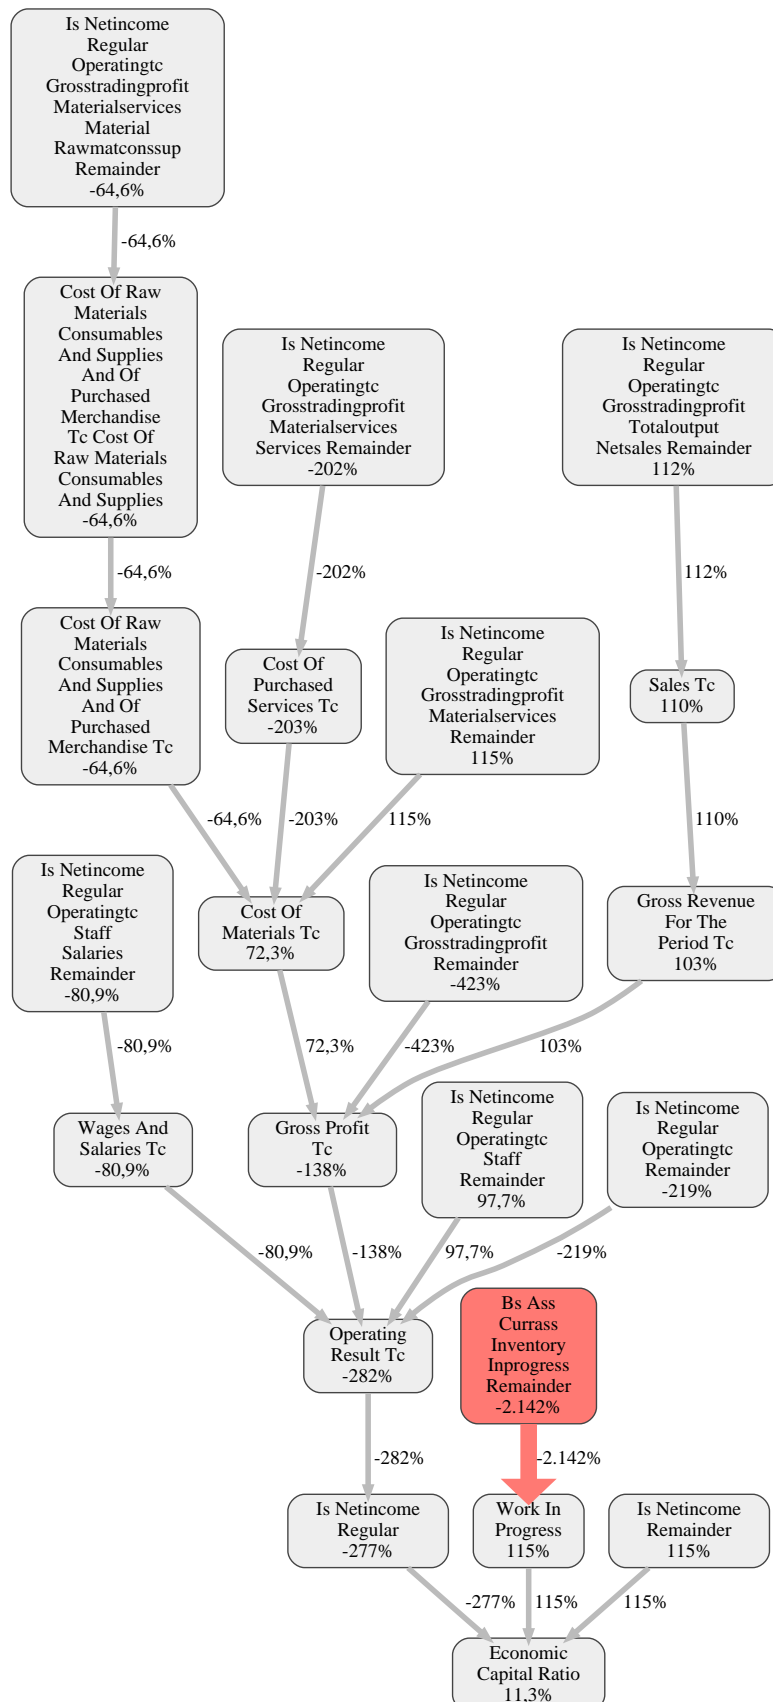 Is Netincome
Regular
Operatingtc
Grosstradingprofit
Materialservices
Material
Rawmatconssup
Remainder
-64,6%
-64,6%
Cost Of Raw
Materials
Consumables
And Supplies
And Of
Purchased
Merchandise
Tc Cost Of
Raw Materials
Consumables
And Supplies
-64,6%
Is Netincome
Regular
Operatingtc
Grosstradingprofit
Materialservices
Services Remainder
-202%
Is Netincome
Regular
Operatingtc
Grosstradingprofit
Totaloutput
Netsales Remainder
112%
-64,6%
-202%
112%
Cost Of Raw
Materials
Consumables
And Supplies
And Of
Purchased
Merchandise Tc
-64,6%
Cost Of
Purchased
Services Tc
-203%
Is Netincome
Regular
Operatingtc
Grosstradingprofit
Materialservices
Remainder
115%
Sales Tc
110%
-64,6%
-203%
115%
110%
Is Netincome
Regular
Operatingtc
Staff
Salaries
Remainder
-80,9%
Cost Of
Materials Tc
72,3%
Is Netincome
Regular
Operatingtc
Grosstradingprofit
Remainder
-423%
Gross Revenue
For The
Period Tc
103%
-80,9%
72,3%
-423%
103%
Wages And
Salaries Tc
-80,9%
Gross Profit
Tc
-138%
Is Netincome
Regular
Operatingtc
Staff
Remainder
97,7%
Is Netincome
Regular
Operatingtc
Remainder
-219%
-80,9%
-138%
97,7%
-219%
Operating
Result Tc
-282%
Bs Ass
Currass
Inventory
Inprogress
Remainder
-2.142%
-282%
-2.142%
Is Netincome
Regular
-277%
Work In
Progress
115%
Is Netincome
Remainder
115%
-277%
115%
115%
Economic
Capital Ratio
11,3%